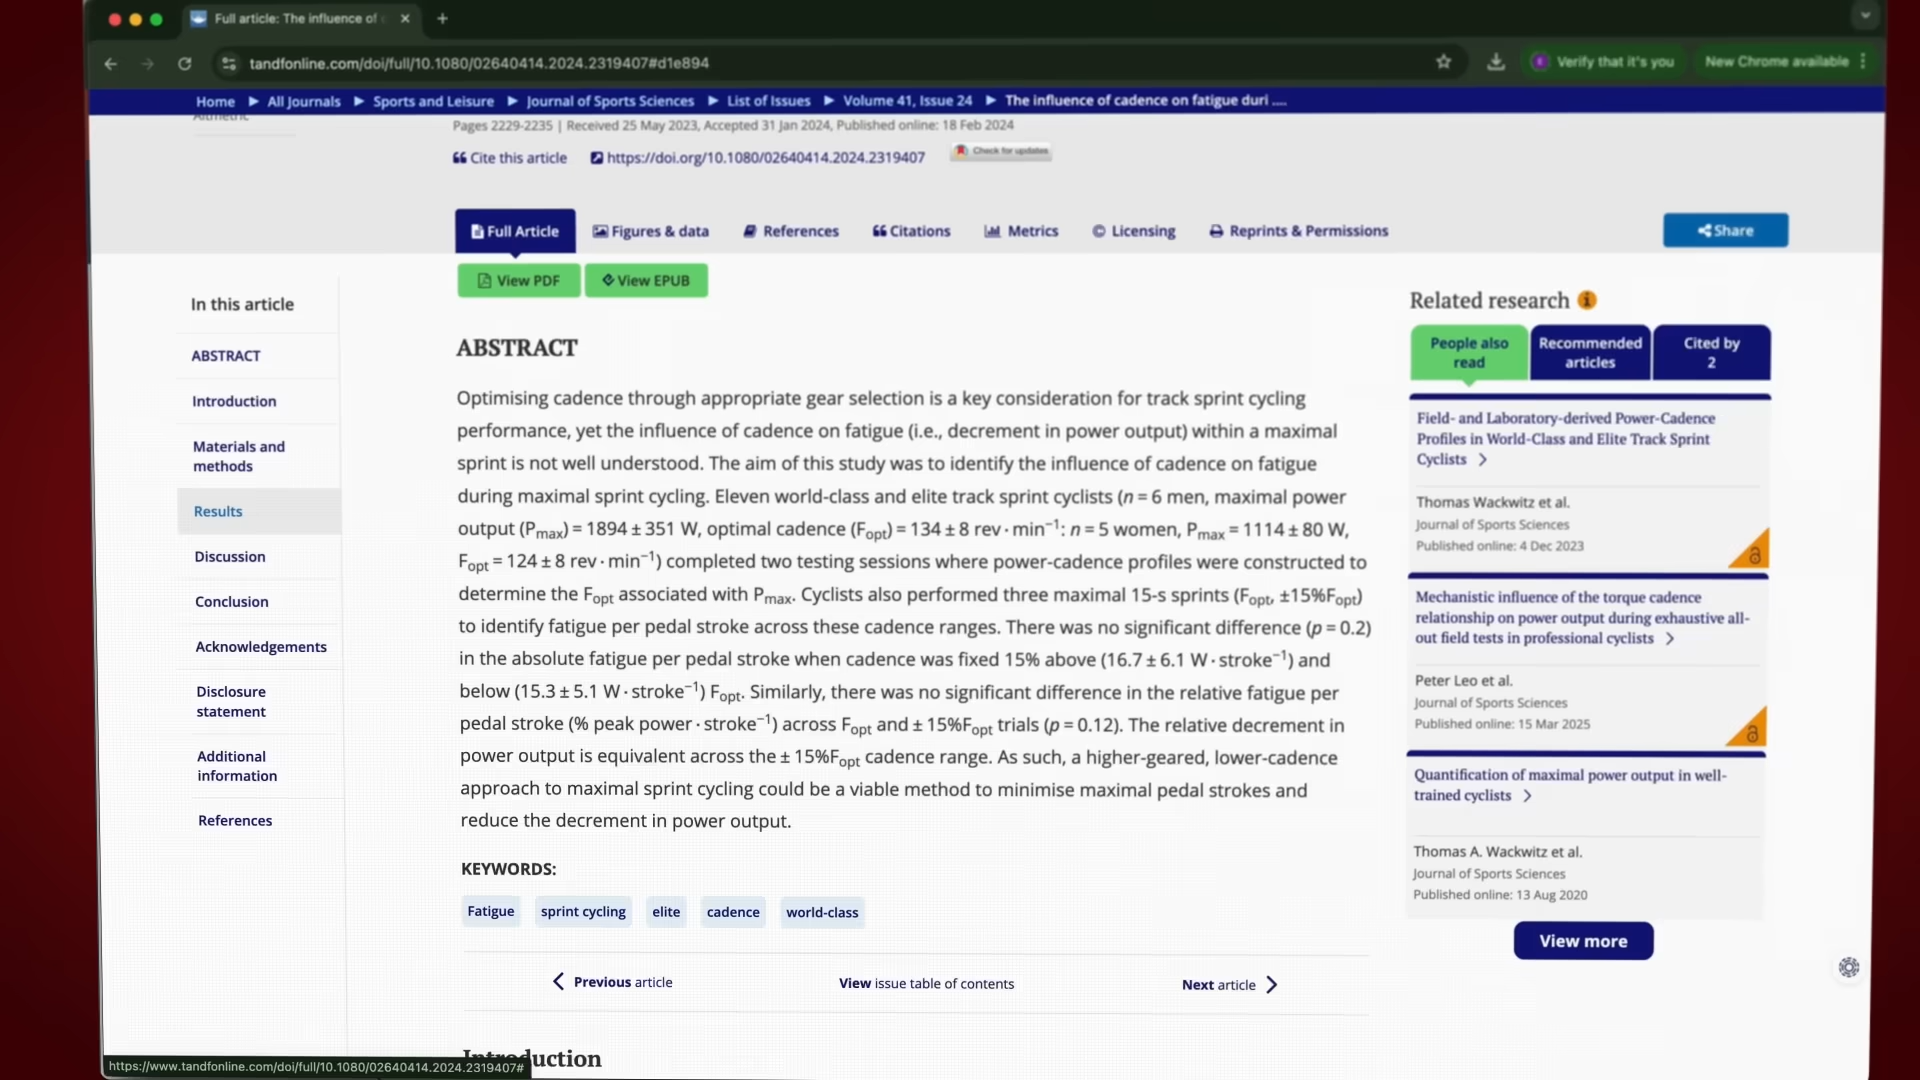 Full article: The influence of
tandfonline.com/doi/full/10.1080/02640414.2024.2319407#d1e894
Verify that it's you
New Chrome available
Home ▶ All Journals ▶ Sports and Leisure ▶ Journal of Sports Sciences ▶ List of Issues ▶ Volume 41, Issue 24 ▶ The influence of cadence on fatigue duri ....
Altmetric
Pages 2229-2235 | Received 25 May 2023, Accepted 31 Jan 2024, Published online: 18 Feb 2024
Cite this article
https://doi.org/10.1080/02640414.2024.2319407
Check for updates
Full Article
Figures & data
References
Citations
Metrics
Licensing
Reprints & Permissions
Share
View PDF
View EPUB
In this article
ABSTRACT
Introduction
Materials and
methods
Results
Discussion
Conclusion
Acknowledgements
Disclosure
statement
Additional
information
References
ABSTRACT
Optimising cadence through appropriate gear selection is a key consideration for track sprint cycling
performance, yet the influence of cadence on fatigue (i.e., decrement in power output) within a maximal
sprint is not well understood. The aim of this study was to identify the influence of cadence on fatigue
during maximal sprint cycling. Eleven world-class and elite track sprint cyclists (n = 6 men, maximal power
output (Pmax) = 1894 ± 351 W, optimal cadence (Fopt) = 134 ± 8 rev·min⁻¹: n = 5 women, Pmax = 1114 ± 80 W,
Fopt = 124 ± 8 rev·min⁻¹) completed two testing sessions where power-cadence profiles were constructed to
determine the Fopt associated with Pmax. Cyclists also performed three maximal 15-s sprints (Fopt, ±15%Fopt)
to identify fatigue per pedal stroke across these cadence ranges. There was no significant difference (p = 0.2)
in the absolute fatigue per pedal stroke when cadence was fixed 15% above (16.7 ± 6.1 W·stroke⁻¹) and
below (15.3 ± 5.1 W·stroke⁻¹) Fopt. Similarly, there was no significant difference in the relative fatigue per
pedal stroke (% peak power·stroke⁻¹) across Fopt and ± 15%Fopt trials (p = 0.12). The relative decrement in
power output is equivalent across the ± 15%Fopt cadence range. As such, a higher-geared, lower-cadence
approach to maximal sprint cycling could be a viable method to minimise maximal pedal strokes and
reduce the decrement in power output.
KEYWORDS:
Fatigue
sprint cycling
elite
cadence
world-class
Previous article
View issue table of contents
Next article
Introduction
Related research
People also
read
Recommended
articles
Cited by
2
Field- and Laboratory-derived Power-Cadence
Profiles in World-Class and Elite Track Sprint
Cyclists
Thomas Wackwitz et al.
Journal of Sports Sciences
Published online: 4 Dec 2023
Mechanistic influence of the torque cadence
relationship on power output during exhaustive all-
out field tests in professional cyclists
Peter Leo et al.
Journal of Sports Sciences
Published online: 15 Mar 2025
Quantification of maximal power output in well-
trained cyclists
Thomas A. Wackwitz et al.
Journal of Sports Sciences
Published online: 13 Aug 2020
View more
https://www.tandfonline.com/doi/full/10.1080/02640414.2024.2319407#